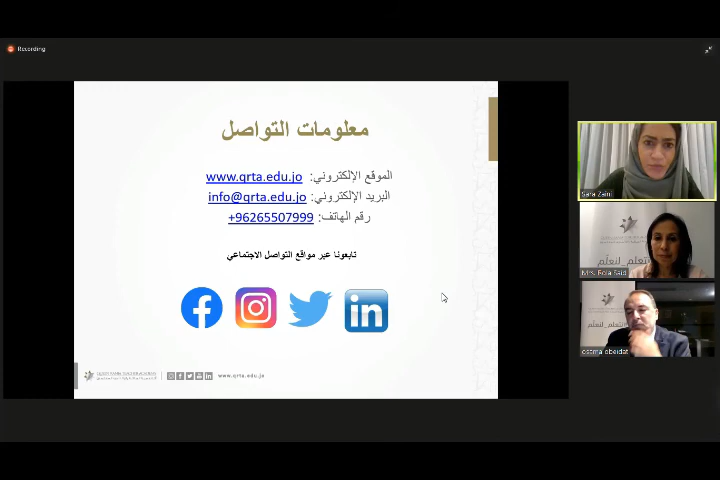 Recording
معلومات التواصل
الموقع الإلكتروني: www.qrta.edu.jo
البريد الإلكتروني: info@qrta.edu.jo
رقم الهاتف: +96265507999
تابعونا عبر مواقع التواصل الاجتماعي
www.qrta.edu.jo
Sara Zaini
Mrs. Rola Said
osama obeidat